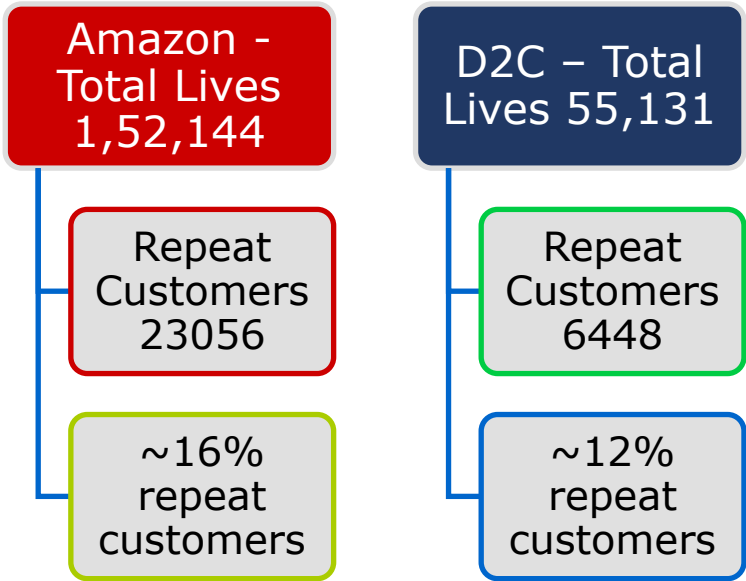 Amazon -
Total Lives
1,52,144
Repeat
Customers
23056
~16%
repeat
customers
D2C – Total
Lives 55,131
Repeat
Customers
6448
~12%
repeat
customers